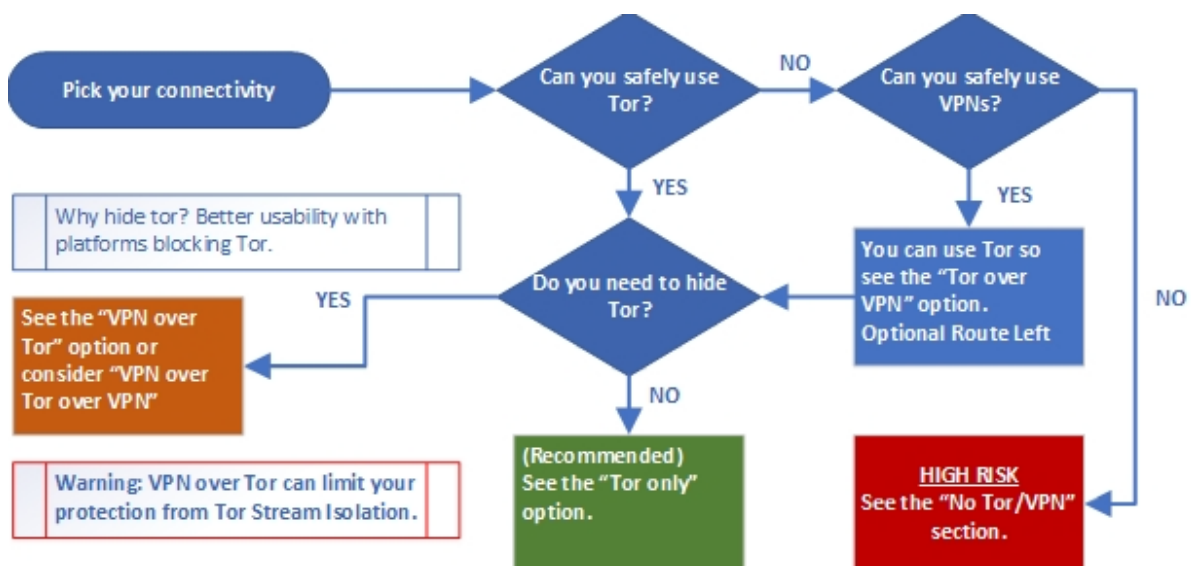 Pick your connectivity
Can you safely use
Tor?
NO
Can you safely use
VPNs?
YES
YES
Why hide tor? Better usability with
platforms blocking Tor.
Do you need to hide
Tor?
You can use Tor so
see the “Tor over
VPN” option.
Optional Route Left
NO
YES
See the “VPN over
Tor” option or
consider “VPN over
Tor over VPN”
NO
Warning: VPN over Tor can limit your
protection from Tor Stream Isolation.
(Recommended)
See the “Tor only”
option.
HIGH RISK
See the “No Tor/VPN”
section.